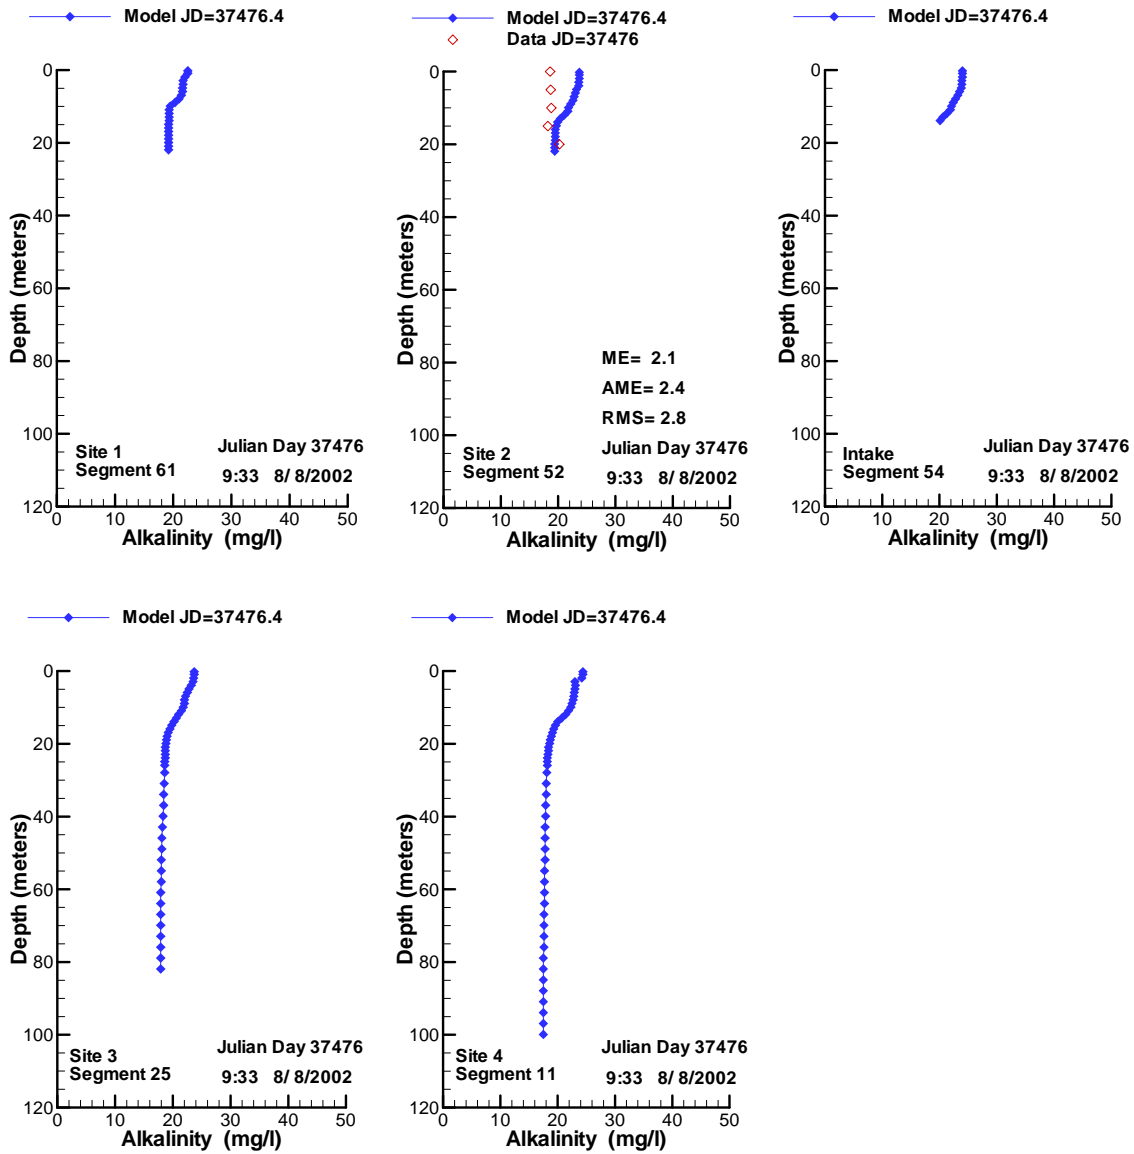 Model JD=37476.4
0
20
40
60
80
100
120
0 10 20 30 40 50
Depth (meters)
Alkalinity (mg/l)
Site 1
Segment 61
Julian Day 37476
9:33 8/ 8/2002
Model JD=37476.4
Data JD=37476
0
20
40
60
80
100
120
0 10 20 30 40 50
Depth (meters)
Alkalinity (mg/l)
ME= 2.1
AME= 2.4
RMS= 2.8
Site 2
Segment 52
Julian Day 37476
9:33 8/ 8/2002
Model JD=37476.4
0
20
40
60
80
100
120
0 10 20 30 40 50
Depth (meters)
Alkalinity (mg/l)
Intake
Segment 54
Julian Day 37476
9:33 8/ 8/2002
Model JD=37476.4
0
20
40
60
80
100
120
0 10 20 30 40 50
Depth (meters)
Alkalinity (mg/l)
Site 3
Segment 25
Julian Day 37476
9:33 8/ 8/2002
Model JD=37476.4
0
20
40
60
80
100
120
0 10 20 30 40 50
Depth (meters)
Alkalinity (mg/l)
Site 4
Segment 11
Julian Day 37476
9:33 8/ 8/2002